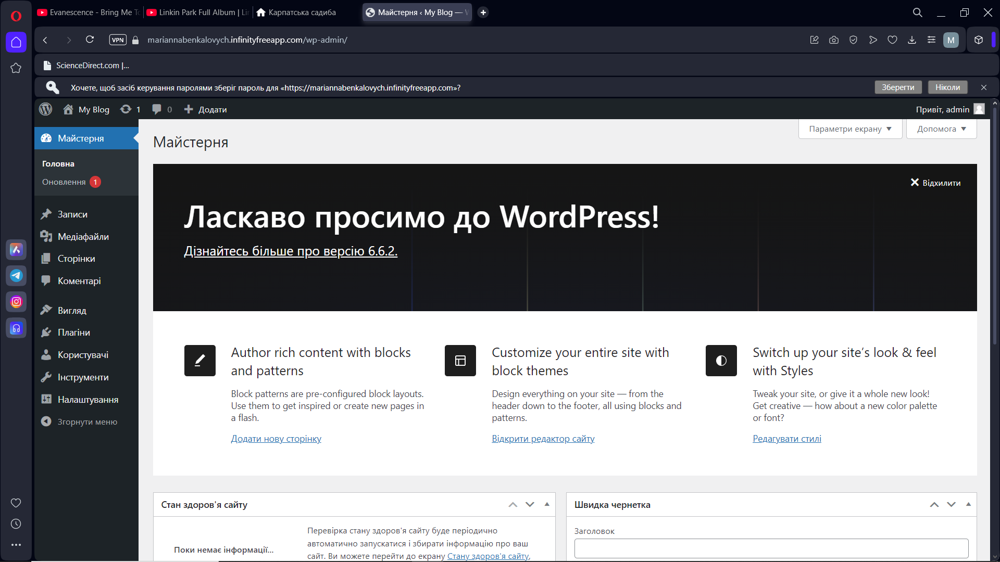 Evanescence - Bring Me To
Linkin Park Full Album | Lin
Карпатська садиба
Майстерня ‹ My Blog — W
VPN
mariannabenkalovych.infinityfreeapp.com/wp-admin/
M
ScienceDirect.com |...
Хочете, щоб засіб керування паролями зберіг пароль для «https://mariannabenkalovych.infinityfreeapp.com»?
Зберегти
Ніколи
My Blog
1
0
Додати
Привіт, admin
Майстерня
Головна
Оновлення 1
Записи
Медіафайли
Сторінки
Коментарі
Вигляд
Плагіни
Користувачі
Інструменти
Налаштування
Згорнути меню
Параметри екрану
Допомога
Майстерня
Відхилити
Ласкаво просимо до WordPress!
Дізнайтесь більше про версію 6.6.2.
Author rich content with blocks
and patterns
Block patterns are pre-configured block layouts.
Use them to get inspired or create new pages in
a flash.
Додати нову сторінку
Customize your entire site with
block themes
Design everything on your site — from the
header down to the footer, all using blocks and
patterns.
Відкрити редактор сайту
Switch up your site’s look & feel
with Styles
Tweak your site, or give it a whole new look!
Get creative — how about a new color palette
or font?
Редагувати стилі
Стан здоров'я сайту
Поки немає інформації...
Перевірка стану здоров'я сайту буде періодично
автоматично запускатися і збирати інформацію про ваш
сайт. Ви можете перейти до екрану Стану здоров'я сайту,
Швидка чернетка
Заголовок